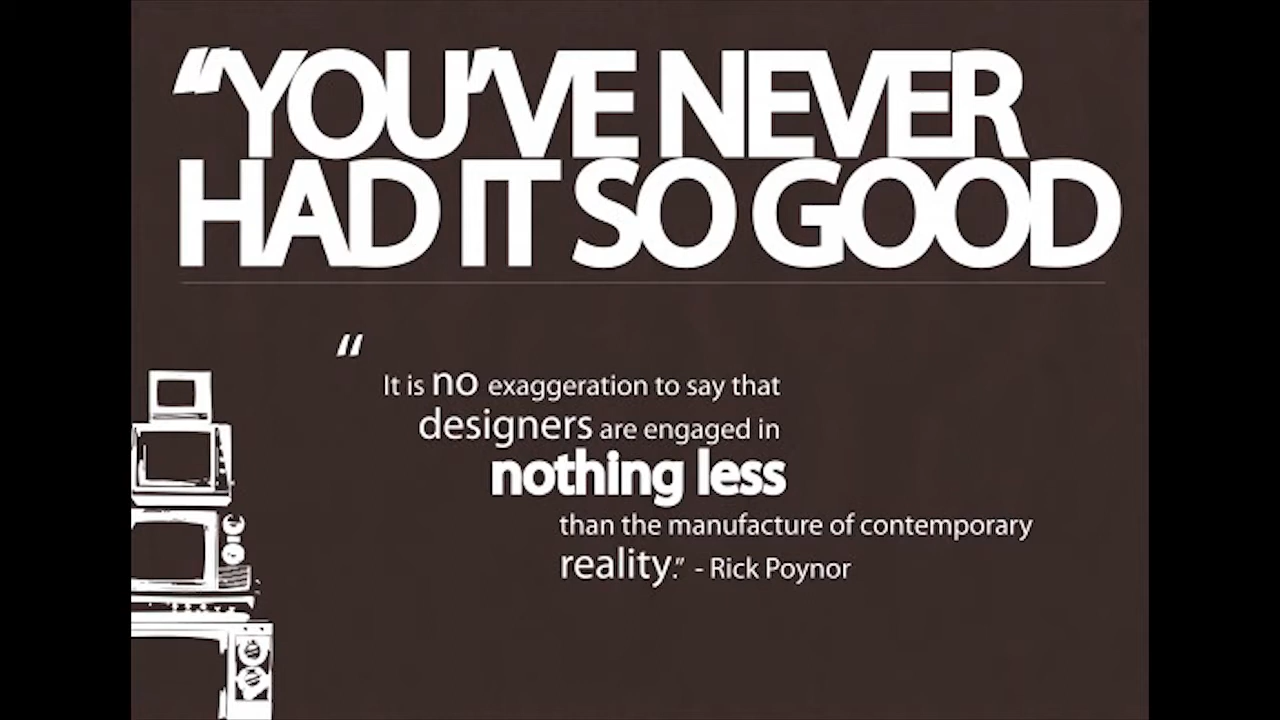 “YOU’VE NEVER
HAD IT SO GOOD
“
It is no exaggeration to say that
designers are engaged in
nothing less
than the manufacture of contemporary
reality.” - Rick Poynor